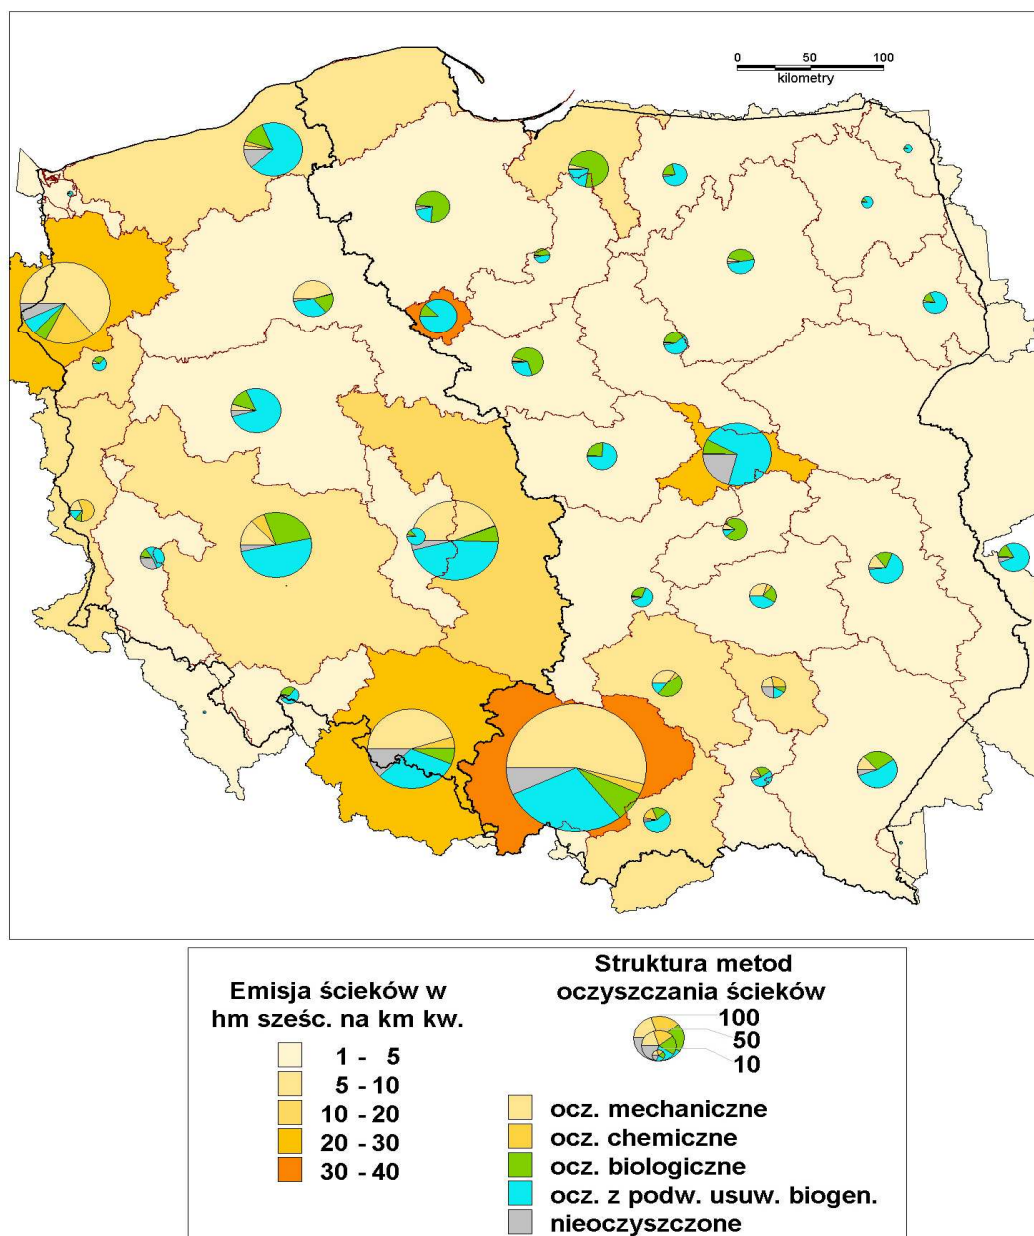 0 50 100
kilometry
Emisja ścieków w
hm sześc. na km kw.
1 - 5
5 - 10
10 - 20
20 - 30
30 - 40
Struktura metod
oczyszczania ścieków
100
50
10
ocz. mechaniczne
ocz. chemiczne
ocz. biologiczne
ocz. z podw. usuw. biogen.
nieoczyszczone